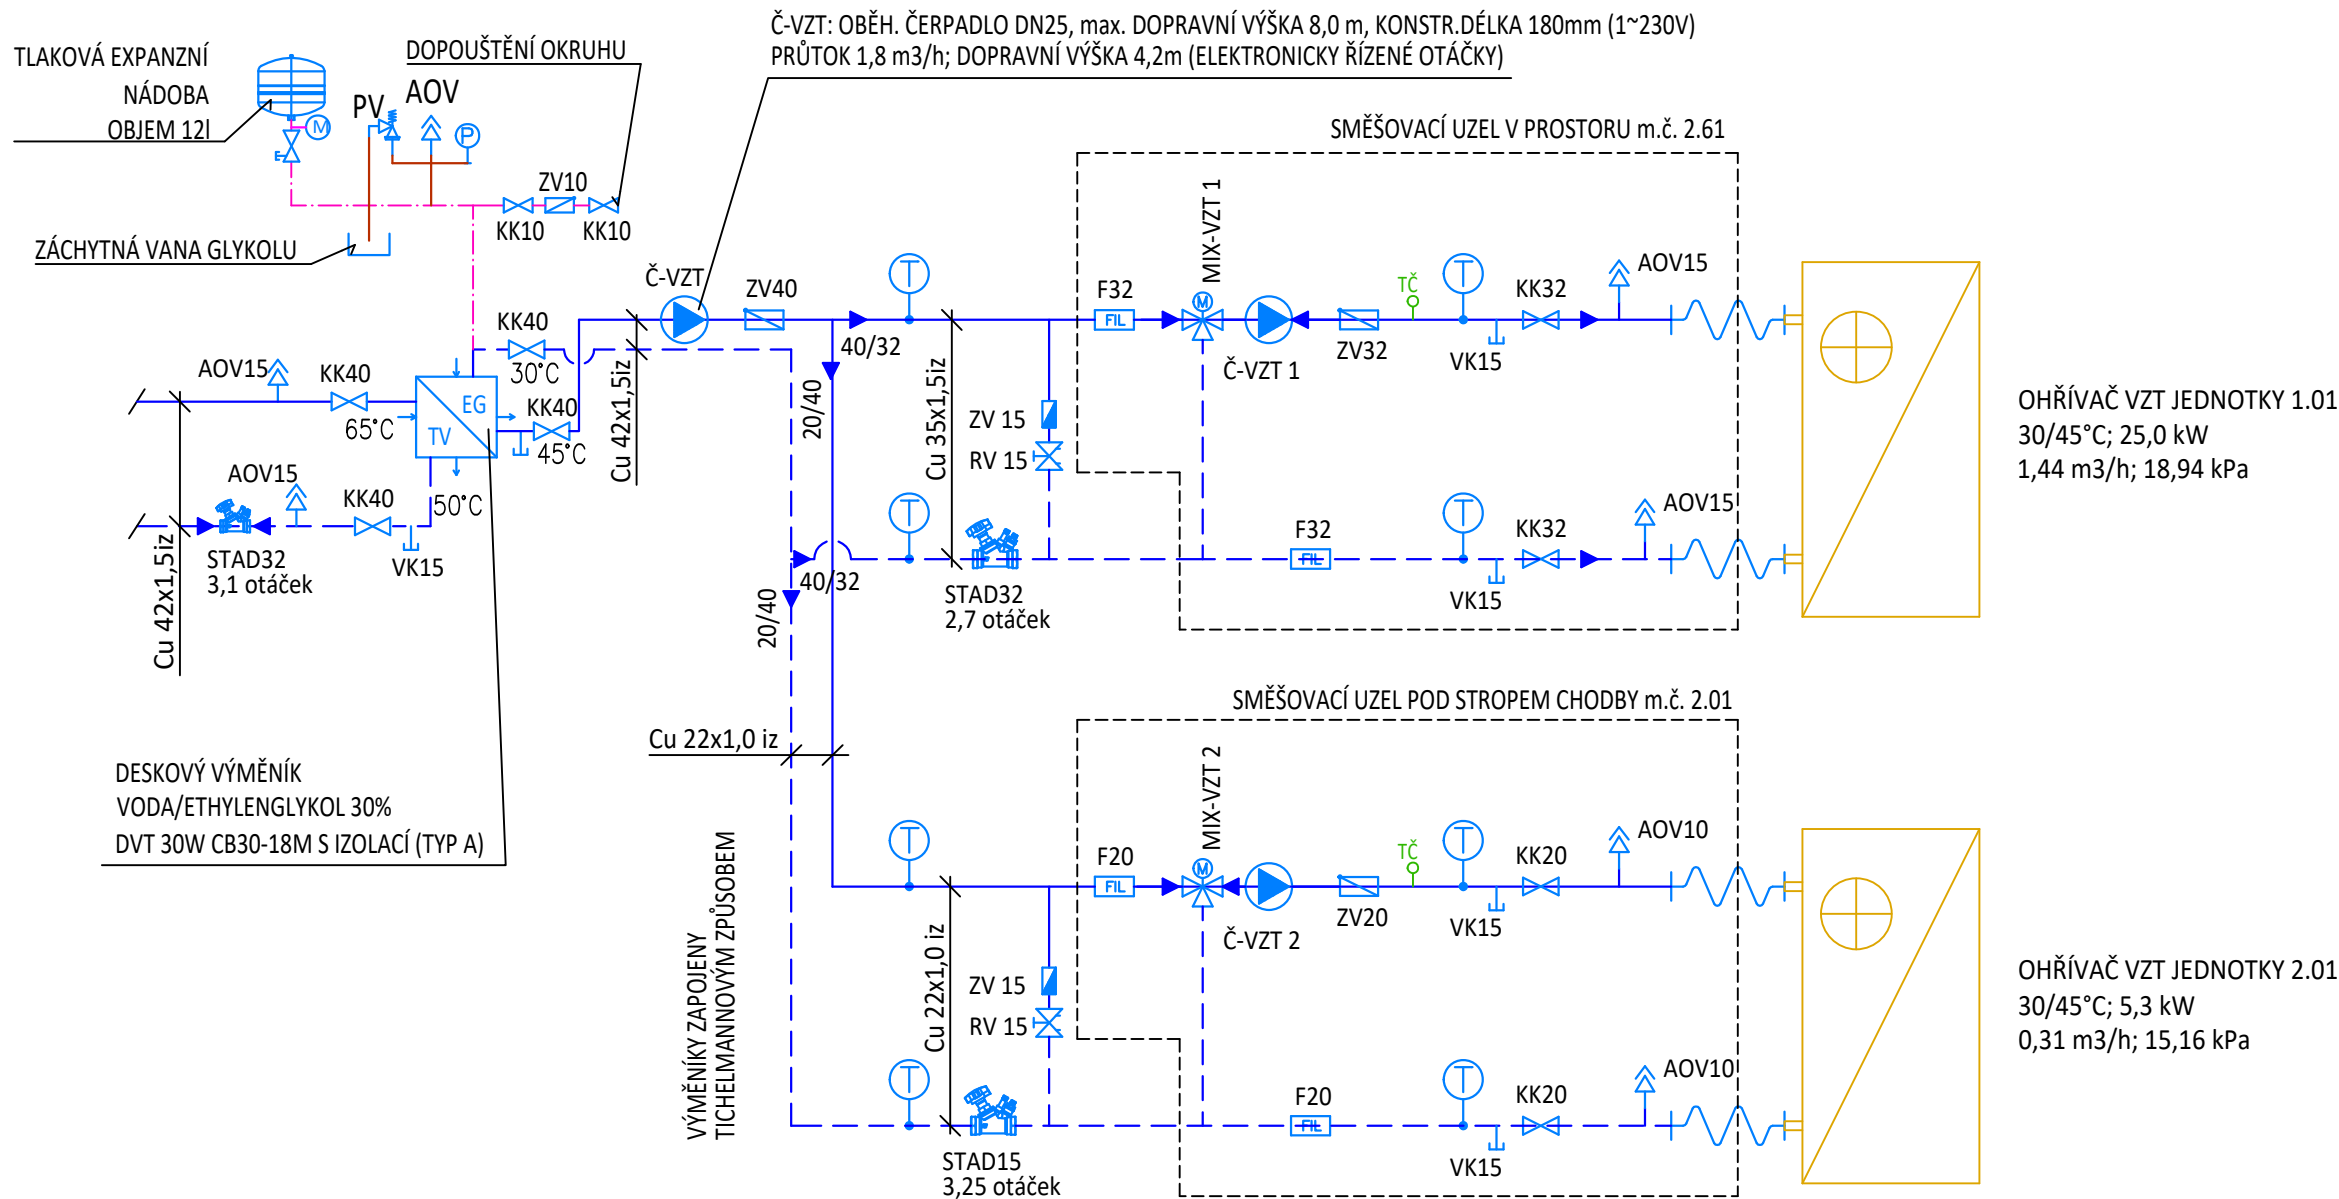 Č-VZT: OBĚH. ČERPADLO DN25, max. DOPRAVNÍ VÝŠKA 8,0 m, KONSTR.DÉLKA 180mm (1~230V)
PRŮTOK 1,8 m3/h; DOPRAVNÍ VÝŠKA 4,2m (ELEKTRONICKY ŘÍZENÉ OTÁČKY)
TLAKOVÁ EXPANZNÍ
NÁDOBA
OBJEM 12l
DOPOUŠTĚNÍ OKRUHU
PV
AOV
M
P
ZV10
KK10
KK10
ZÁCHYTNÁ VANA GLYKOLU
SMĚŠOVACÍ UZEL V PROSTORU m.č. 2.61
Č-VZT
ZV40
T
F32
FIL
MIX-VZT 1
M
Č-VZT 1
TČ
ZV32
T
VK15
KK32
AOV15
KK40
30°C
KK40
45°C
Cu 42x1,5iz
40/32
20/40
Cu 35x1,5iz
AOV15
KK40
65°C
EG
TV
50°C
AOV15
KK40
VK15
STAD32
3,1 otáček
Cu 42x1,5iz
ZV 15
RV 15
OHŘÍVAČ VZT JEDNOTKY 1.01
30/45°C; 25,0 kW
1,44 m3/h; 18,94 kPa
T
40/32
20/40
STAD32
2,7 otáček
F32
FIL
T
VK15
KK32
AOV15
SMĚŠOVACÍ UZEL POD STROPEM CHODBY m.č. 2.01
Cu 22x1,0 iz
DESKOVÝ VÝMĚNÍK
VODA/ETHYLENGLYKOL 30%
DVT 30W CB30-18M S IZOLACÍ (TYP A)
VÝMĚNÍKY ZAPOJENY
TICHELMANNOVÝM ZPŮSOBEM
T
F20
FIL
MIX-VZT 2
M
Č-VZT 2
TČ
ZV20
T
VK15
KK20
AOV10
Cu 22x1,0 iz
ZV 15
RV 15
OHŘÍVAČ VZT JEDNOTKY 2.01
30/45°C; 5,3 kW
0,31 m3/h; 15,16 kPa
T
STAD15
3,25 otáček
F20
FIL
T
VK15
KK20
AOV10